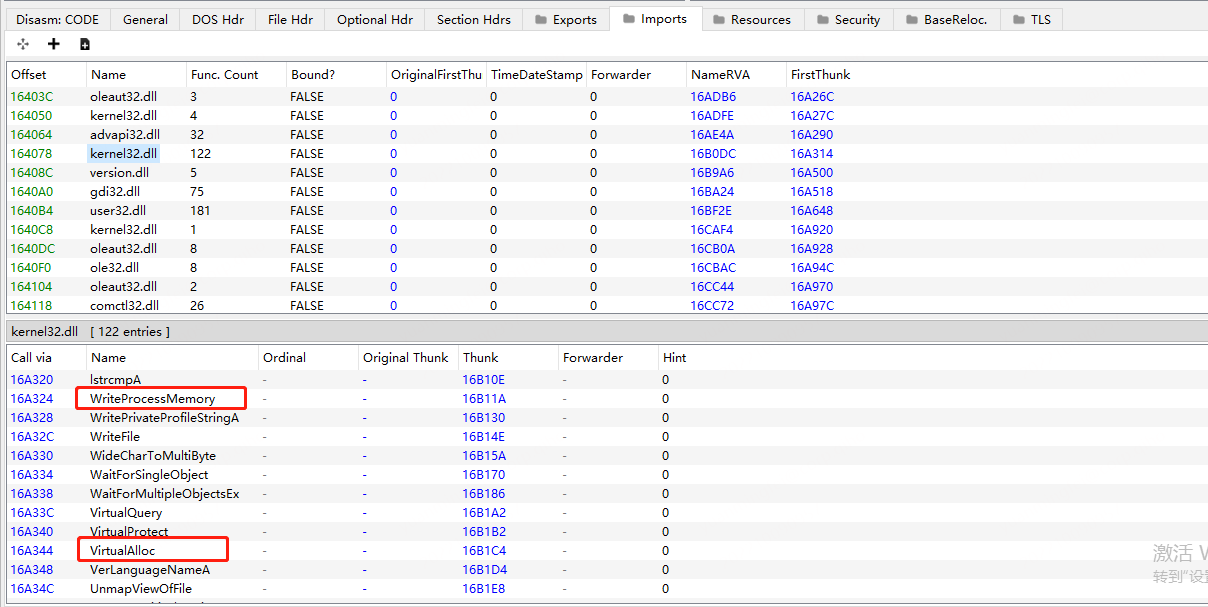 Disasm: CODE General DOS Hdr File Hdr Optional Hdr Section Hdrs Exports Imports Resources Security BaseReloc. TLS
Offset Name Func. Count Bound? OriginalFirstThu TimeDateStamp Forwarder NameRVA FirstThunk
16403C oleaut32.dll 3 FALSE 0 0 0 16ADB6 16A26C
164050 kernel32.dll 4 FALSE 0 0 0 16ADFE 16A27C
164064 advapi32.dll 32 FALSE 0 0 0 16AE4A 16A290
164078 kernel32.dll 122 FALSE 0 0 0 16B0DC 16A314
16408C version.dll 5 FALSE 0 0 0 16B9A6 16A500
1640A0 gdi32.dll 75 FALSE 0 0 0 16BA24 16A518
1640B4 user32.dll 181 FALSE 0 0 0 16BF2E 16A648
1640C8 kernel32.dll 1 FALSE 0 0 0 16CAF4 16A920
1640DC oleaut32.dll 8 FALSE 0 0 0 16CB0A 16A928
1640F0 ole32.dll 8 FALSE 0 0 0 16CBAC 16A94C
164104 oleaut32.dll 2 FALSE 0 0 0 16CC44 16A970
164118 comctl32.dll 26 FALSE 0 0 0 16CC72 16A97C
kernel32.dll [ 122 entries ]
Call via Name Ordinal Original Thunk Thunk Forwarder Hint
16A320 lstrcmpA - - 16B10E - 0
16A324 WriteProcessMemory - - 16B11A - 0
16A328 WritePrivateProfileStringA - - 16B130 - 0
16A32C WriteFile - - 16B14E - 0
16A330 WideCharToMultiByte - - 16B15A - 0
16A334 WaitForSingleObject - - 16B170 - 0
16A338 WaitForMultipleObjectsEx - - 16B186 - 0
16A33C VirtualQuery - - 16B1A2 - 0
16A340 VirtualProtect - - 16B1B2 - 0
16A344 VirtualAlloc - - 16B1C4 - 0
16A348 VerLanguageNameA - - 16B1D4 - 0
16A34C UnmapViewOfFile - - 16B1E8 - 0
激活
转到"设